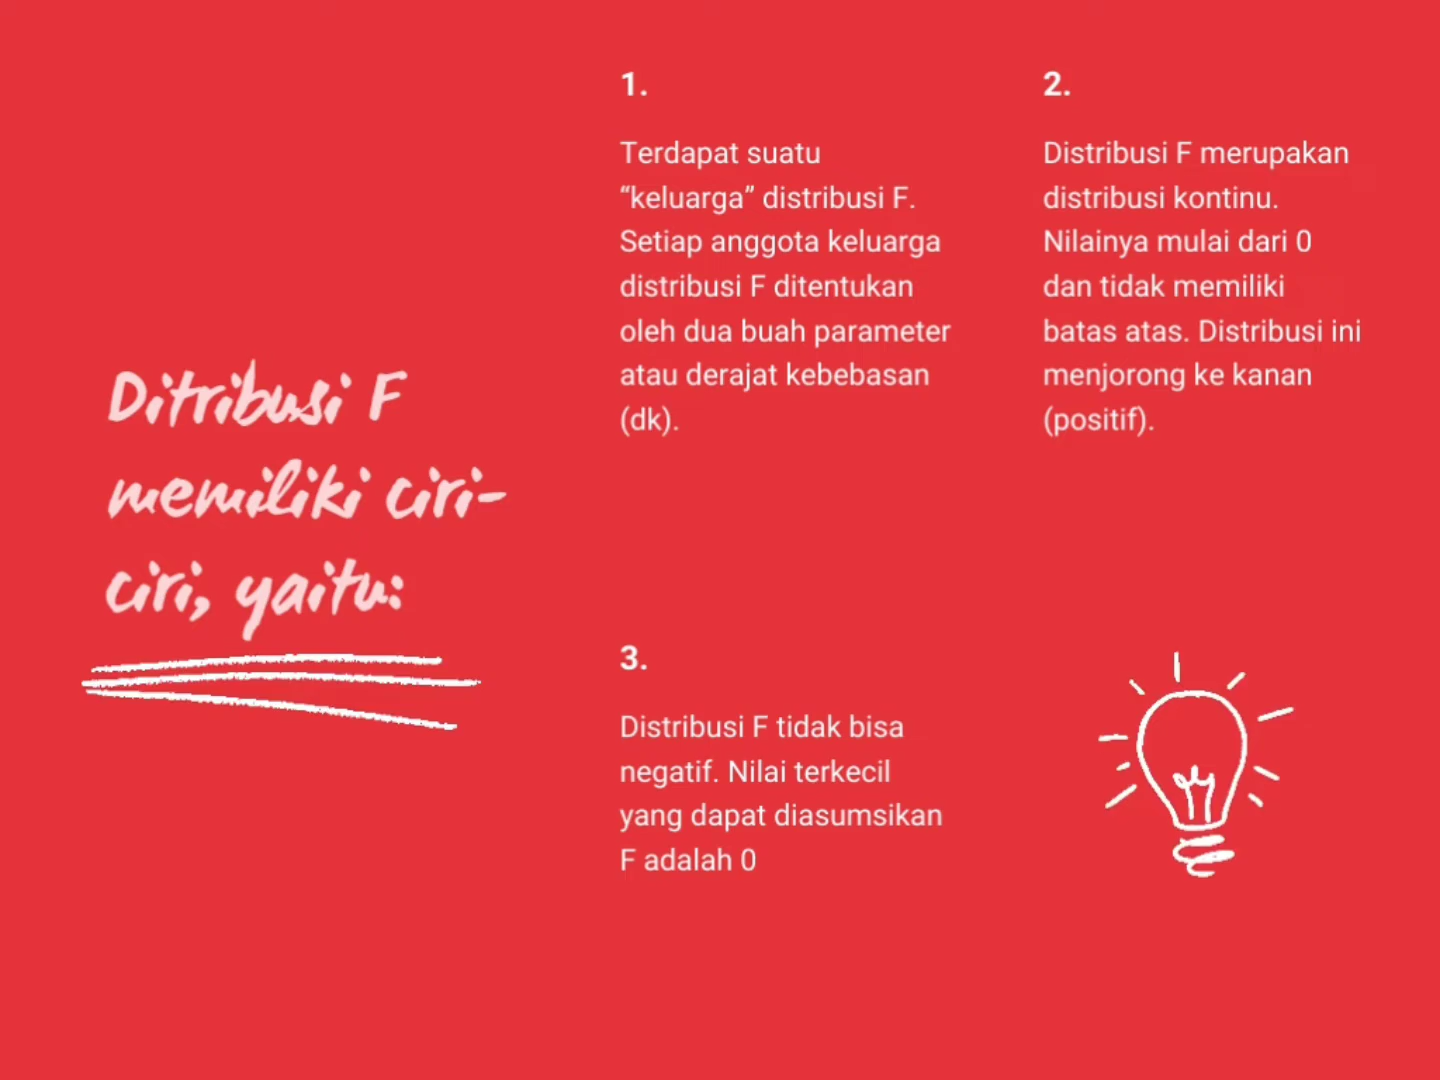 Ditribusi F
memiliki ciri-
ciri, yaitu:
1.
Terdapat suatu
“keluarga” distribusi F.
Setiap anggota keluarga
distribusi F ditentukan
oleh dua buah parameter
atau derajat kebebasan
(dk).
2.
Distribusi F merupakan
distribusi kontinu.
Nilainya mulai dari 0
dan tidak memiliki
batas atas. Distribusi ini
menjorong ke kanan
(positif).
3.
Distribusi F tidak bisa
negatif. Nilai terkecil
yang dapat diasumsikan
F adalah 0